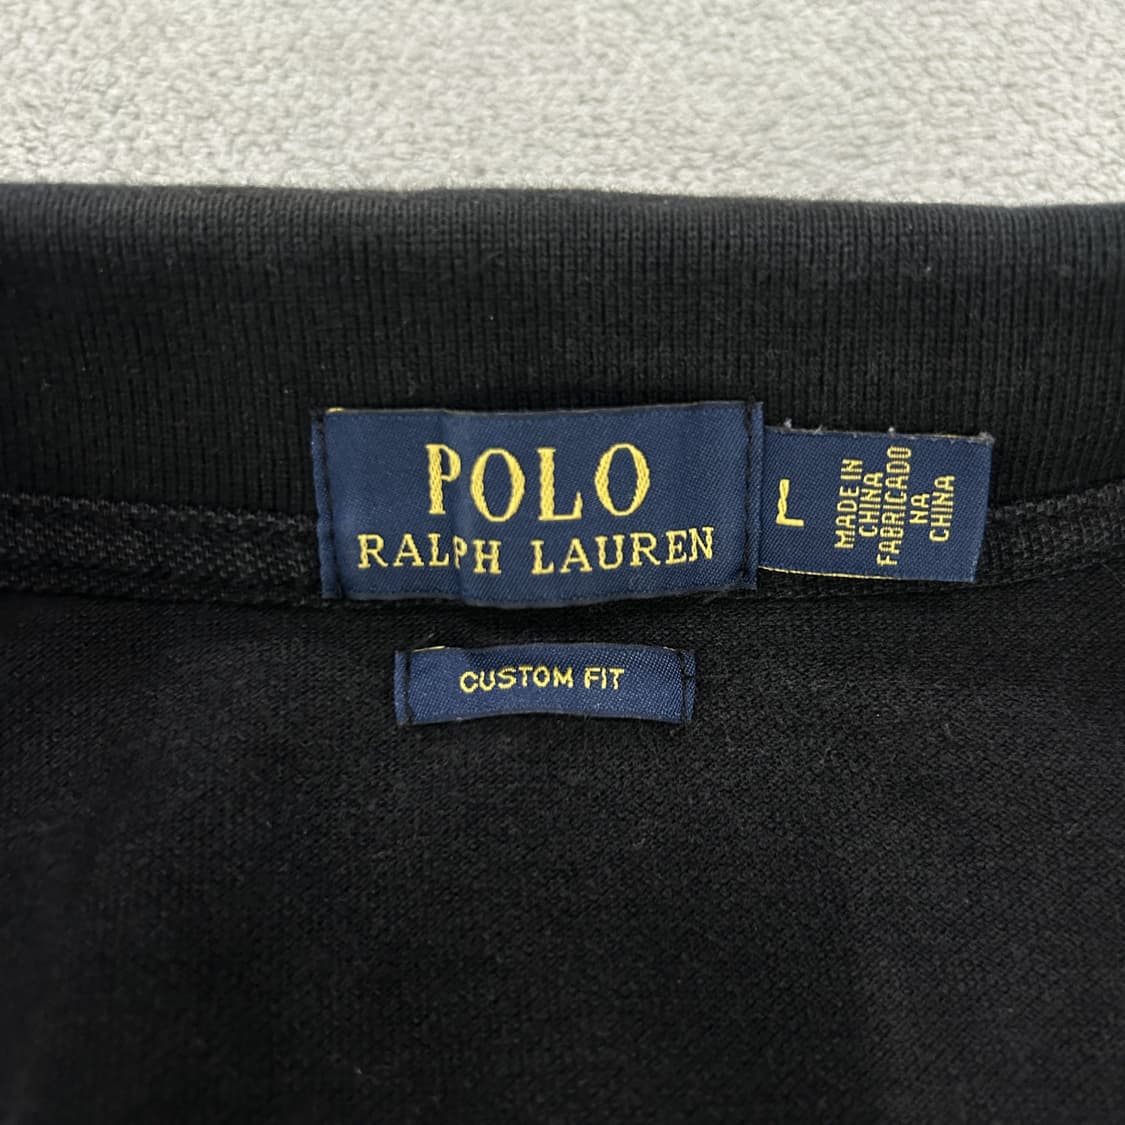 POLO
RALPH LAUREN
L
MADE IN
CHINA
FABRICADO
NA
CHINA
CUSTOM FIT